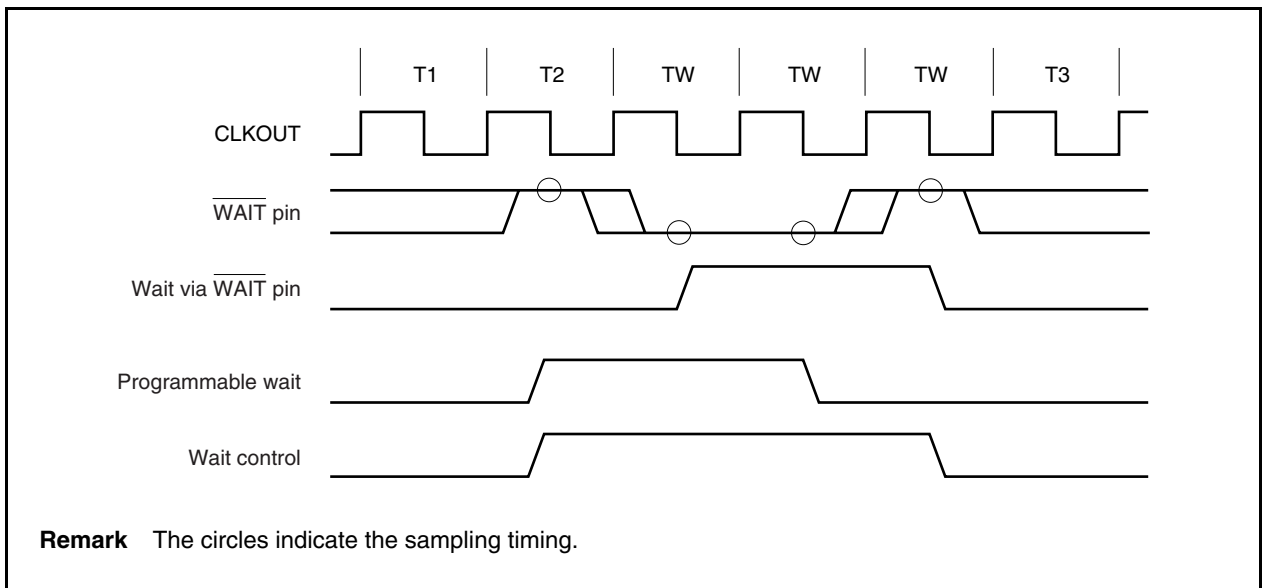 T1 T2 TW TW TW T3
CLKOUT
WAIT pin
Wait via WAIT pin
Programmable wait
Wait control
Remark The circles indicate the sampling timing.